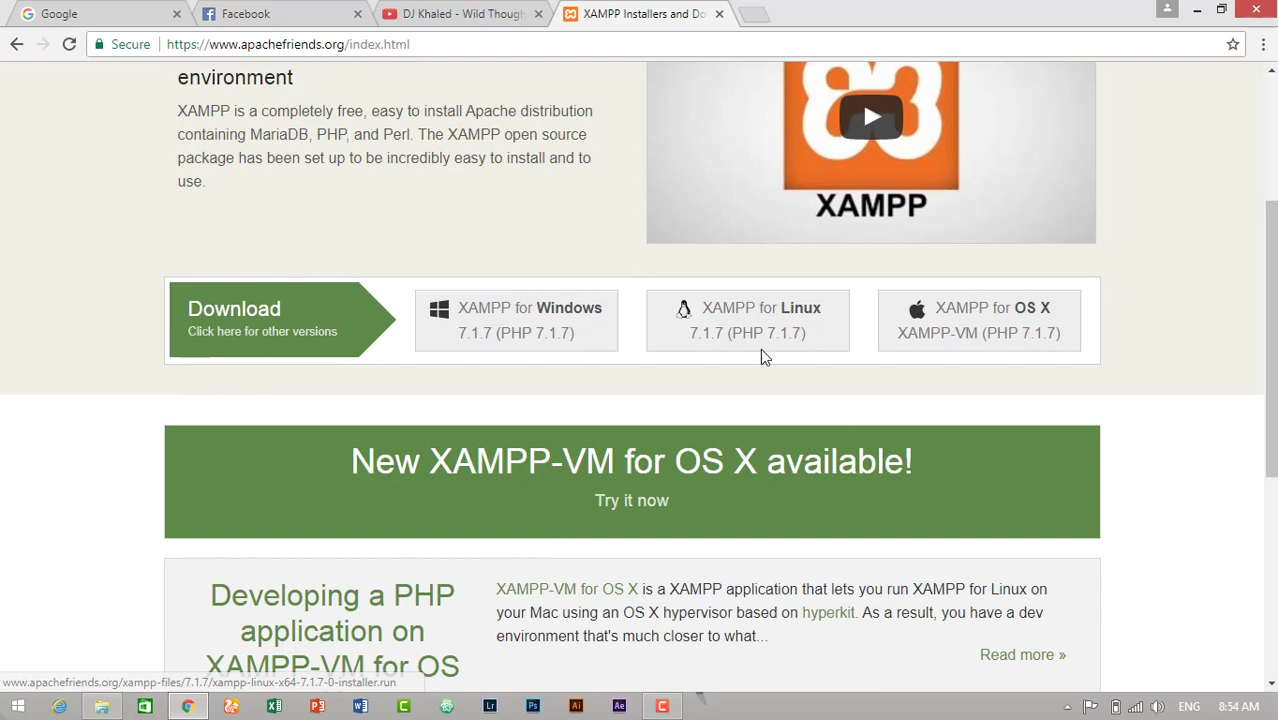 Google
Facebook
DJ Khaled - Wild Though
XAMPP Installers and Do
Secure
https://www.apachefriends.org/index.html
environment
XAMPP is a completely free, easy to install Apache distribution
containing MariaDB, PHP, and Perl. The XAMPP open source
package has been set up to be incredibly easy to install and to
use.
XAMPP
Download
Click here for other versions
XAMPP for Windows
7.1.7 (PHP 7.1.7)
XAMPP for Linux
7.1.7 (PHP 7.1.7)
XAMPP for OS X
XAMPP-VM (PHP 7.1.7)
New XAMPP-VM for OS X available!
Try it now
Developing a PHP
application on
XAMPP-VM for OS
XAMPP-VM for OS X is a XAMPP application that lets you run XAMPP for Linux on
your Mac using an OS X hypervisor based on hyperkit. As a result, you have a dev
environment that's much closer to what...
Read more »
www.apachefriends.org/xampp-files/7.1.7/xampp-linux-x64-7.1.7-0-installer.run
Lr
Ps
Ai
Ae
ENG
8:54 AM